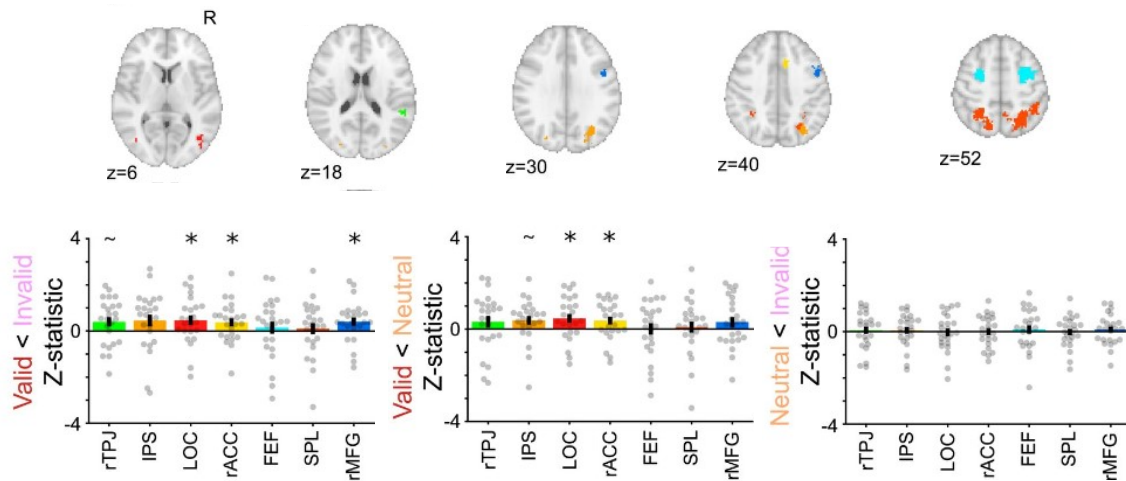 R
z=6
z=18
z=30
z=40
z=52
Valid < Invalid
Z-statistic
4
0
-4
~
*
*
*
rTPJ
IPS
LOC
rACC
FEF
SPL
rMFG
Valid < Neutral
Z-statistic
4
0
-4
~
*
*
rTPJ
IPS
LOC
rACC
FEF
SPL
rMFG
Neutral < Invalid
Z-statistic
4
0
-4
rTPJ
IPS
LOC
rACC
FEF
SPL
rMFG